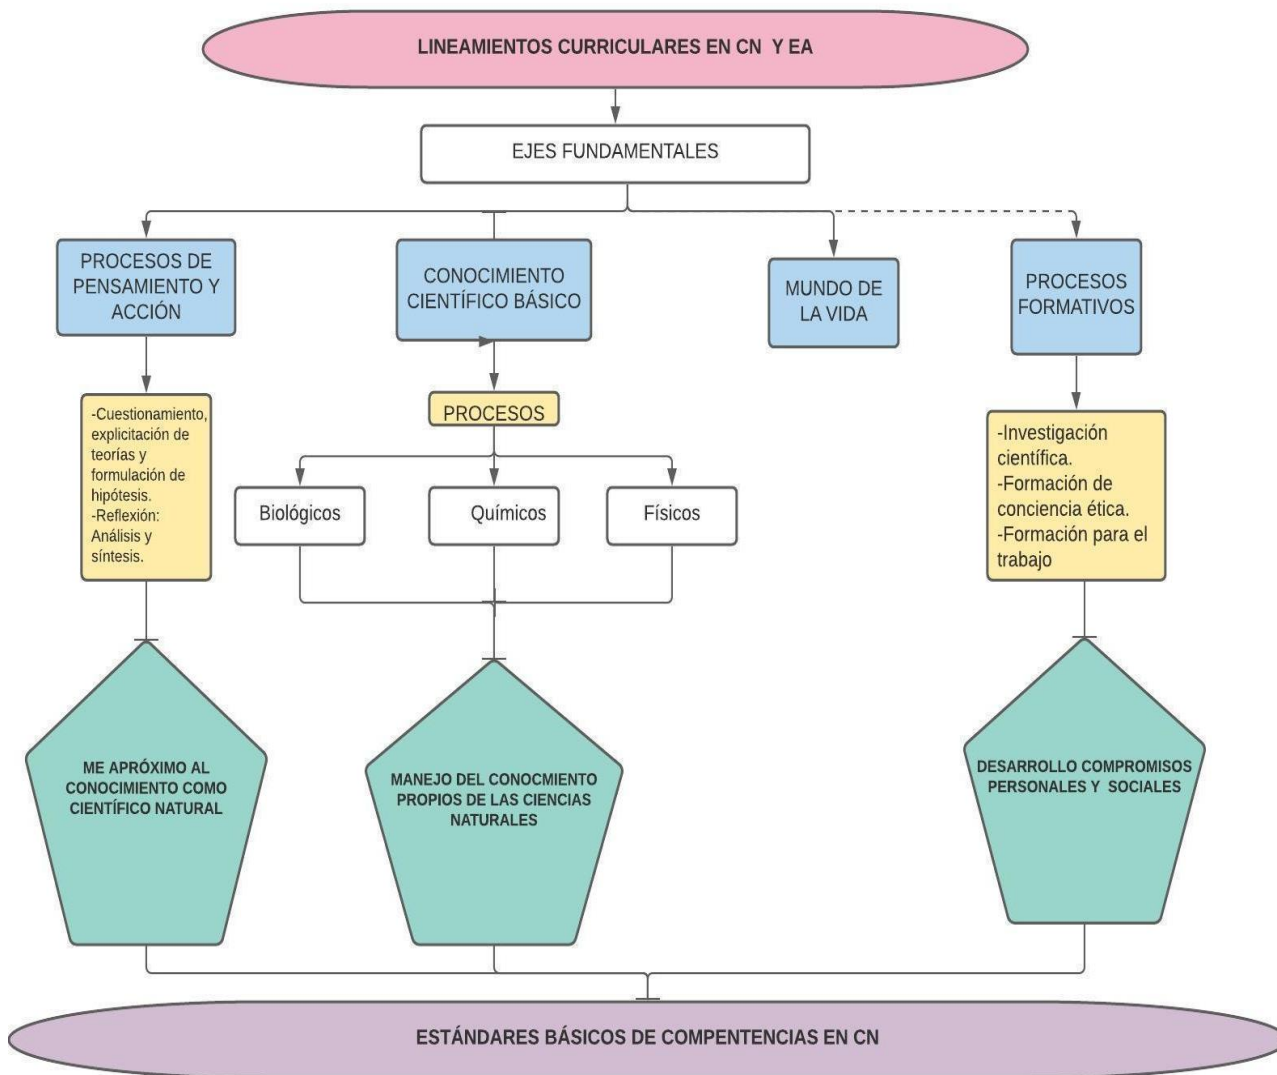 LINEAMIENTOS CURRICULARES EN CN Y EA
EJES FUNDAMENTALES
PROCESOS DE
PENSAMIENTO Y
ACCIÓN
CONOCIMIENTO
CIENTÍFICO BÁSICO
MUNDO DE
LA VIDA
PROCESOS
FORMATIVOS
-Cuestionamiento,
explicitación de
teorías y
formulación de
hipótesis.
-Reflexión:
Análisis y
síntesis.
PROCESOS
Biológicos
Químicos
Físicos
-Investigación
científica.
-Formación de
conciencia ética.
-Formación para el
trabajo
ME APRÓXIMO AL
CONOCIMIENTO COMO
CIENTÍFICO NATURAL
MANEJO DEL CONOCMIENTO
PROPIOS DE LAS CIENCIAS
NATURALES
DESARROLLO COMPROMISOS
PERSONALES Y SOCIALES
ESTÁNDARES BÁSICOS DE COMPENTENCIAS EN CN